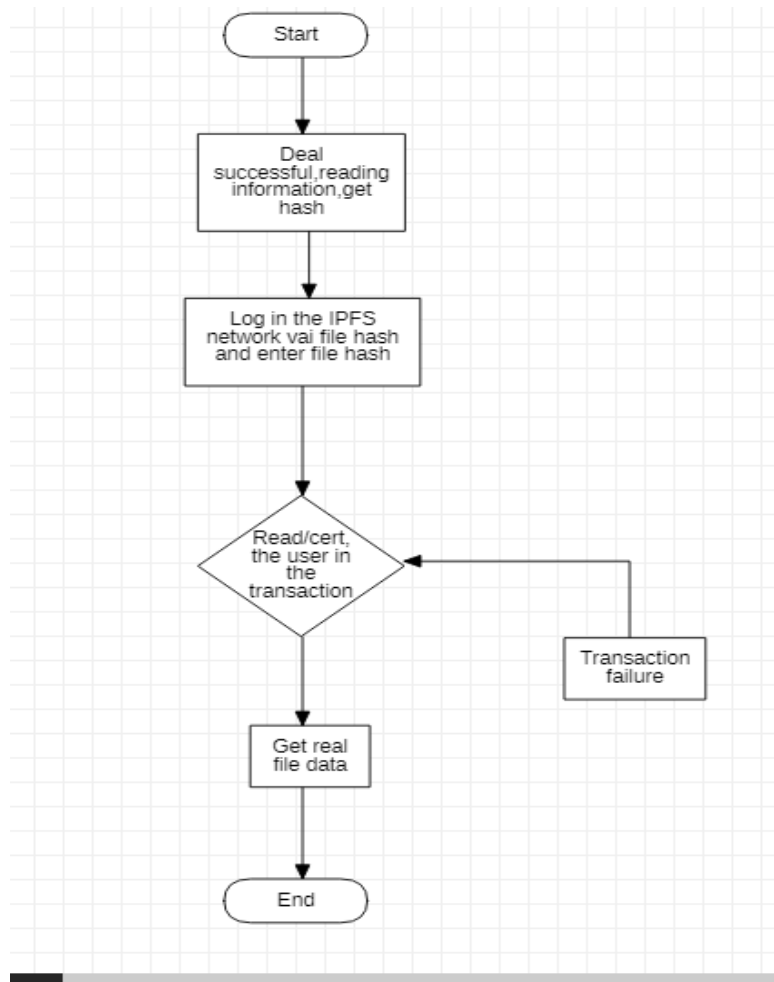 Start
Deal
successful,reading
information,get
hash
Log in the IPFS
network vai file hash
and enter file hash
Read/cert,
the user in
the
transaction
Transaction
failure
Get real
file data
End